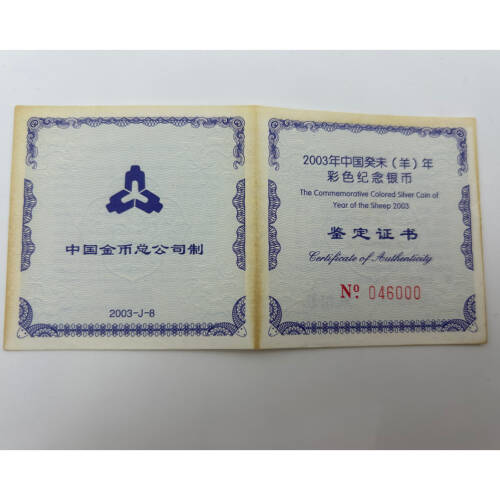 中国金币总公司制
2003-J-8
2003年中国癸未（羊）年
彩色纪念银币
The Commemorative Colored Silver Coin of
Year of the Sheep 2003
鉴定证书
Certificate of Authenticity
Nº 046000